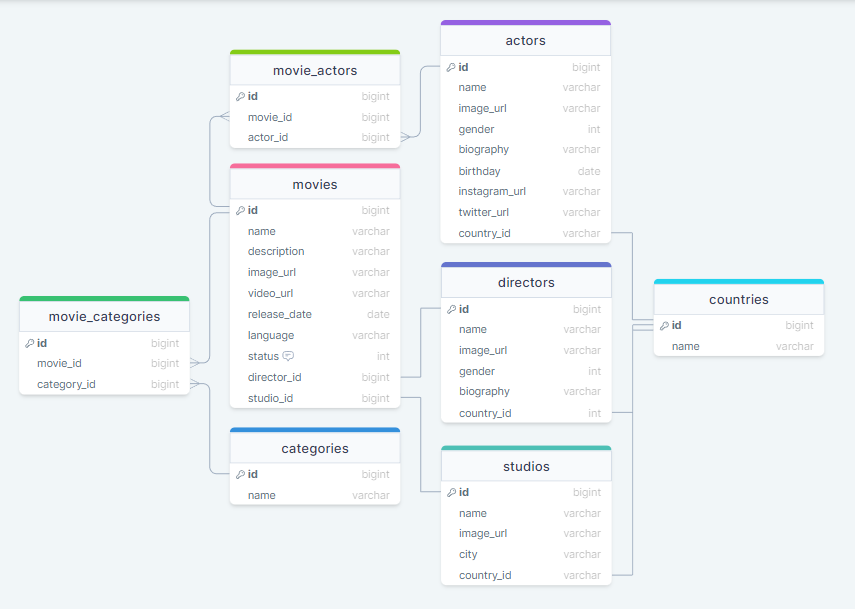 movie_actors
id bigint
movie_id bigint
actor_id bigint
movies
id bigint
name varchar
description varchar
image_url varchar
video_url varchar
release_date date
language varchar
status int
director_id bigint
studio_id bigint
movie_categories
id bigint
movie_id bigint
category_id bigint
categories
id bigint
name varchar
actors
id bigint
name varchar
image_url varchar
gender int
biography varchar
birthday date
instagram_url varchar
twitter_url varchar
country_id varchar
directors
id bigint
name varchar
image_url varchar
gender int
biography varchar
country_id int
studios
id bigint
name varchar
image_url varchar
city varchar
country_id varchar
countries
id bigint
name varchar